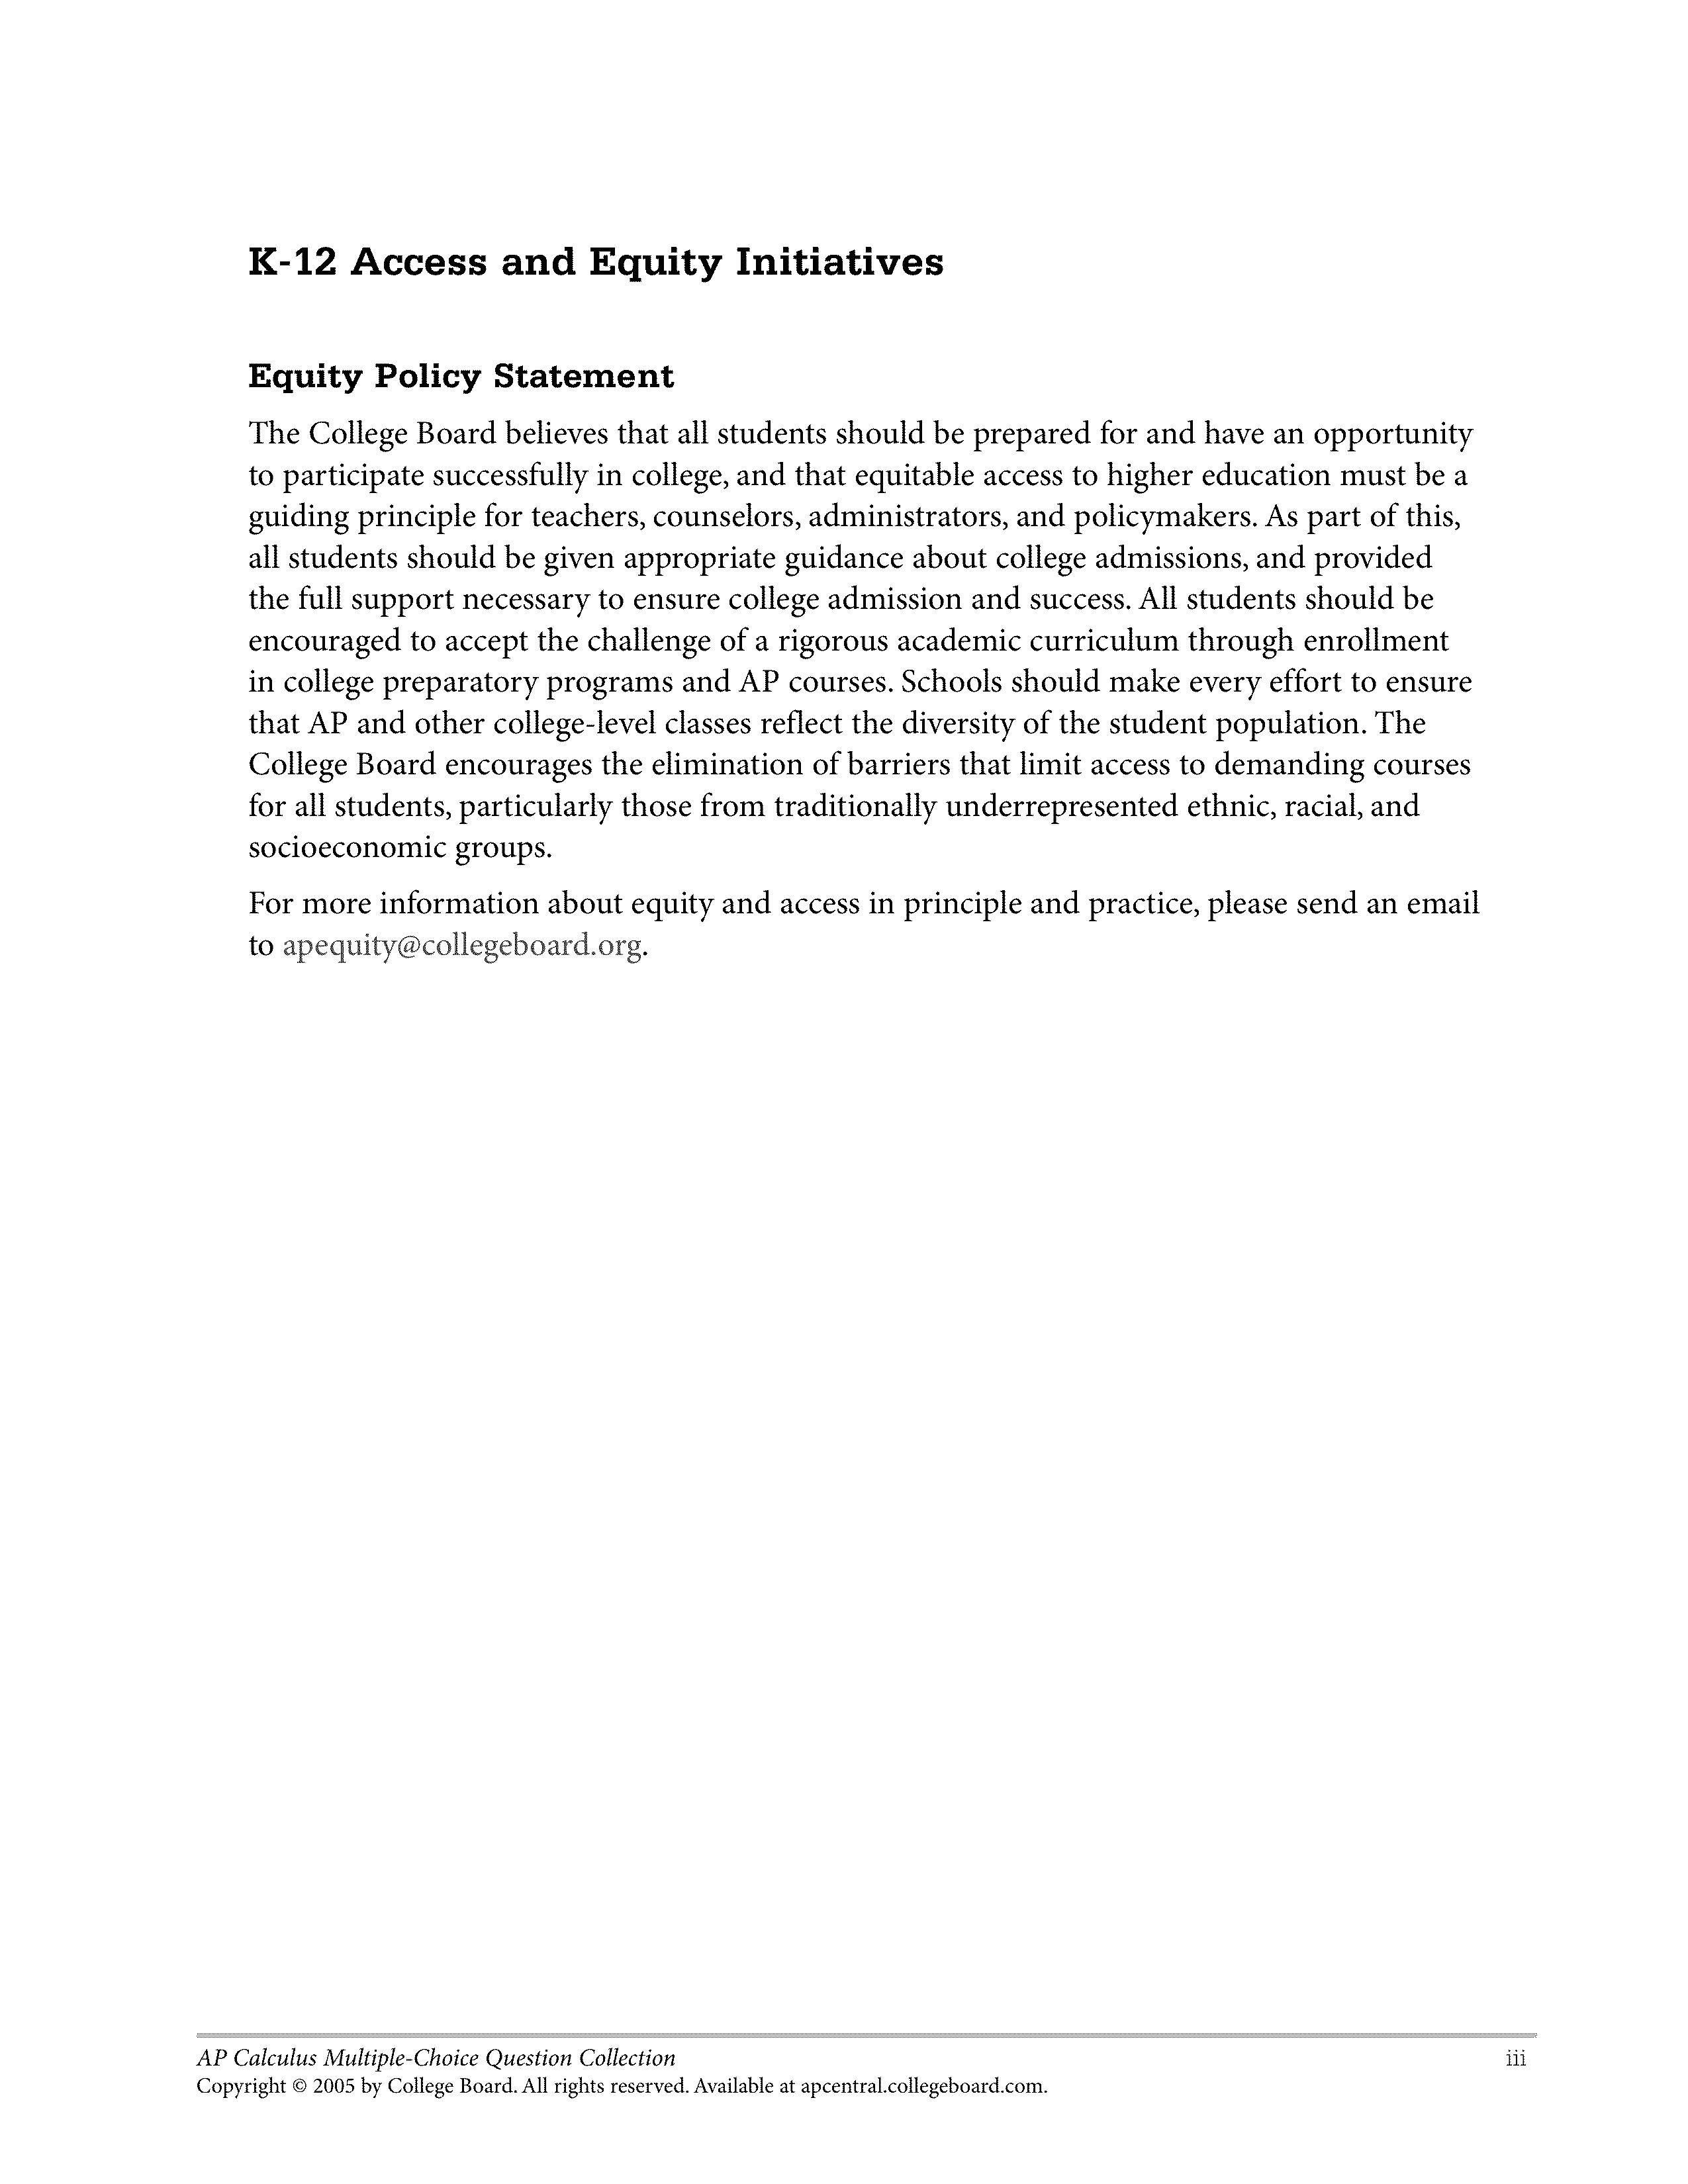 K-12 Access and Equity Initiatives
Equity Policy Statement
The College Board believes that all students should be prepared for and have an opportunity
to participate successfully in college, and that equitable access to higher education must be a
guiding principle for teachers, counselors, administrators, and policymakers. As part of this,
all students should be given appropriate guidance about college admissions, and provided
the full support necessary to ensure college admission and success. All students should be
encouraged to accept the challenge of a rigorous academic curriculum through enrollment
in college preparatory programs and AP courses. Schools should make every effort to ensure
that AP and other college-level classes reflect the diversity of the student population. The
College Board encourages the elimination of barriers that limit access to demanding courses
for all students, particularly those from traditionally underrepresented ethnic, racial, and
socioeconomic groups.
For more information about equity and access in principle and practice, please send an email
to apequity@collegeboard.org.
AP Calculus Multiple-Choice Question Collection iii
Copyright © 2005 by College Board. All rights reserved. Available at apcentral.collegeboard.com.